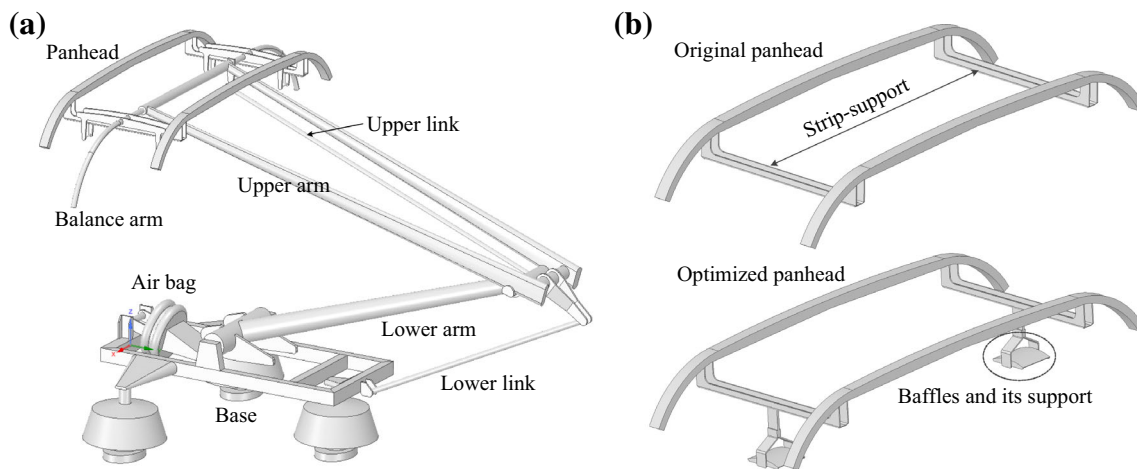 (a)
Panhead
Upper link
Upper arm
Balance arm
Air bag
z
x
Lower arm
Lower link
Base
(b)
Original panhead
Strip-support
Optimized panhead
Baffles and its support